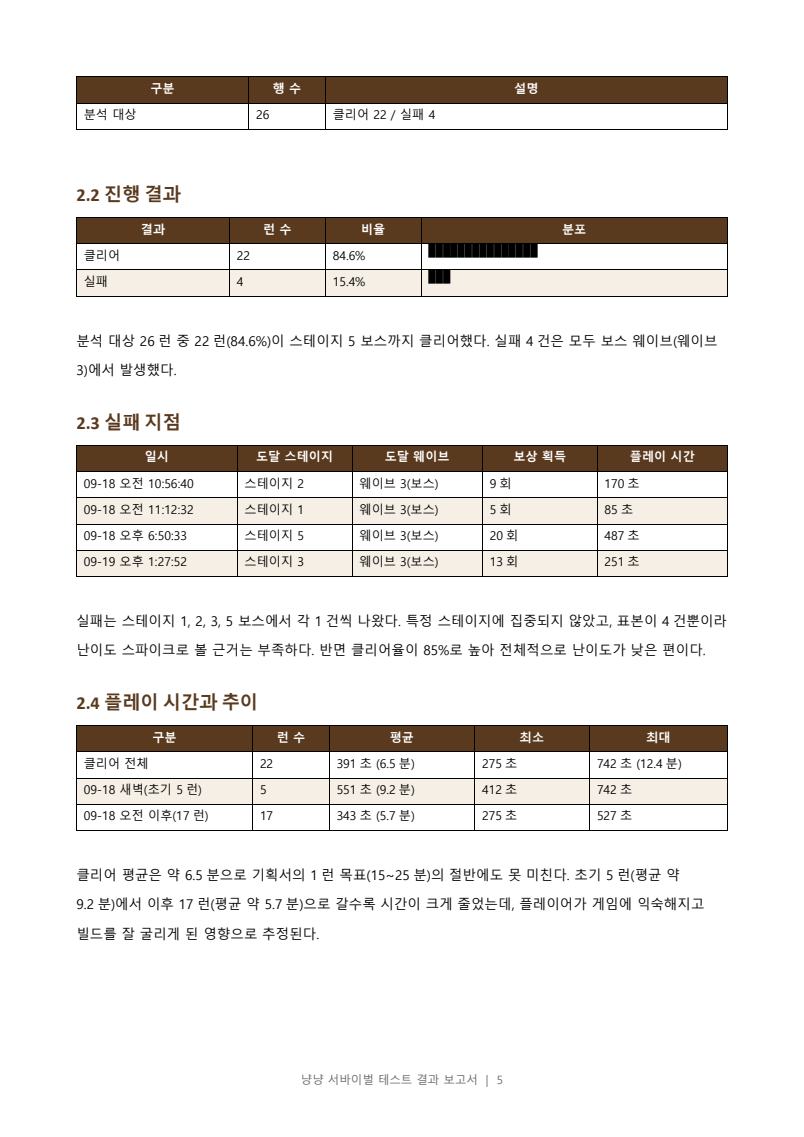 구분 행 수 설명
분석 대상 26 클리어 22 / 실패 4
2.2 진행 결과
결과 런 수 비율 분포
클리어 22 84.6% ███████████████
실패 4 15.4% ███
분석 대상 26 런 중 22 런(84.6%)이 스테이지 5 보스까지 클리어했다. 실패 4 건은 모두 보스 웨이브(웨이브
3)에서 발생했다.
2.3 실패 지점
일시 도달 스테이지 도달 웨이브 보상 획득 플레이 시간
09-18 오전 10:56:40 스테이지 2 웨이브 3(보스) 9 회 170 초
09-18 오전 11:12:32 스테이지 1 웨이브 3(보스) 5 회 85 초
09-18 오후 6:50:33 스테이지 5 웨이브 3(보스) 20 회 487 초
09-19 오후 1:27:52 스테이지 3 웨이브 3(보스) 13 회 251 초
실패는 스테이지 1, 2, 3, 5 보스에서 각 1 건씩 나왔다. 특정 스테이지에 집중되지 않았고, 표본이 4 건뿐이라
난이도 스파이크로 볼 근거는 부족하다. 반면 클리어율이 85%로 높아 전체적으로 난이도가 낮은 편이다.
2.4 플레이 시간과 추이
구분 런 수 평균 최소 최대
클리어 전체 22 391 초 (6.5 분) 275 초 742 초 (12.4 분)
09-18 새벽(초기 5 런) 5 551 초 (9.2 분) 412 초 742 초
09-18 오전 이후(17 런) 17 343 초 (5.7 분) 275 초 527 초
클리어 평균은 약 6.5 분으로 기획서의 1 런 목표(15~25 분)의 절반에도 못 미친다. 초기 5 런(평균 약
9.2 분)에서 이후 17 런(평균 약 5.7 분)으로 갈수록 시간이 크게 줄었는데, 플레이어가 게임에 익숙해지고
빌드를 잘 굴리게 된 영향으로 추정된다.
냥냥 서바이벌 테스트 결과 보고서 | 5